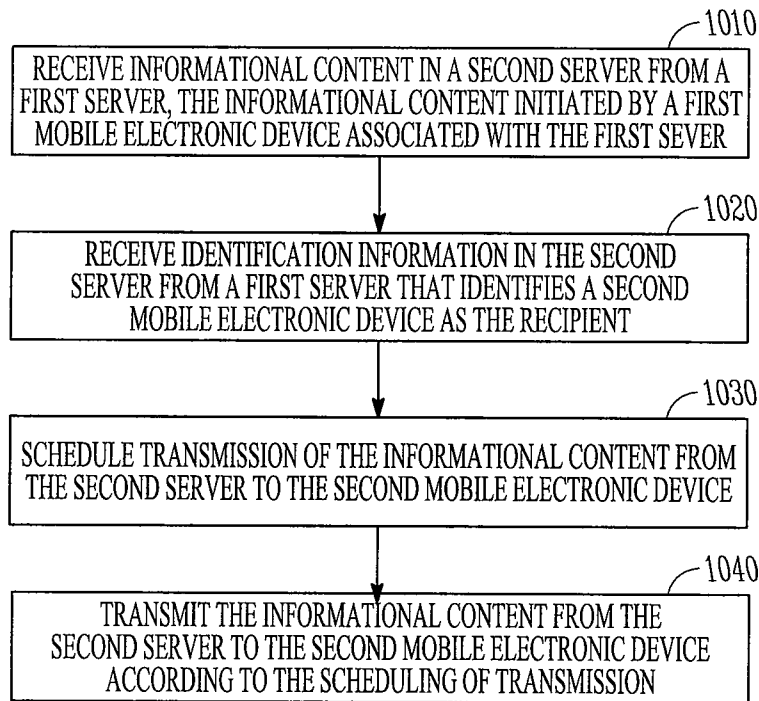 1010
RECEIVE INFORMATIONAL CONTENT IN A SECOND SERVER FROM A
FIRST SERVER, THE INFORMATIONAL CONTENT INITIATED BY A FIRST
MOBILE ELECTRONIC DEVICE ASSOCIATED WITH THE FIRST SEVER
1020
RECEIVE IDENTIFICATION INFORMATION IN THE SECOND
SERVER FROM A FIRST SERVER THAT IDENTIFIES A SECOND
MOBILE ELECTRONIC DEVICE AS THE RECIPIENT
1030
SCHEDULE TRANSMISSION OF THE INFORMATIONAL CONTENT FROM
THE SECOND SERVER TO THE SECOND MOBILE ELECTRONIC DEVICE
1040
TRANSMIT THE INFORMATIONAL CONTENT FROM THE
SECOND SERVER TO THE SECOND MOBILE ELECTRONIC DEVICE
ACCORDING TO THE SCHEDULING OF TRANSMISSION